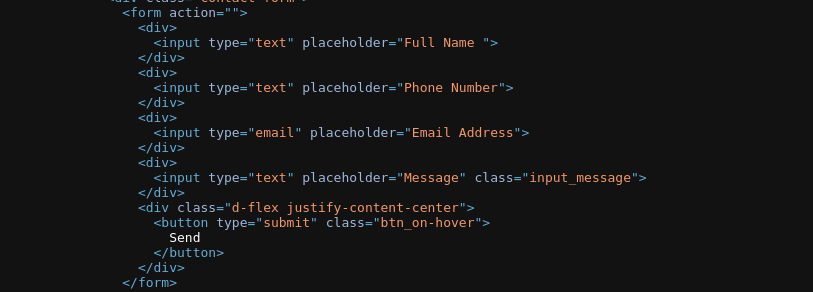 <div class="contact-form">
<form action="">
<div>
<input type="text" placeholder="Full Name ">
</div>
<div>
<input type="text" placeholder="Phone Number">
</div>
<div>
<input type="email" placeholder="Email Address">
</div>
<div>
<input type="text" placeholder="Message" class="input_message">
</div>
<div class="d-flex justify-content-center">
<button type="submit" class="btn_on-hover">
Send
</button>
</div>
</form>